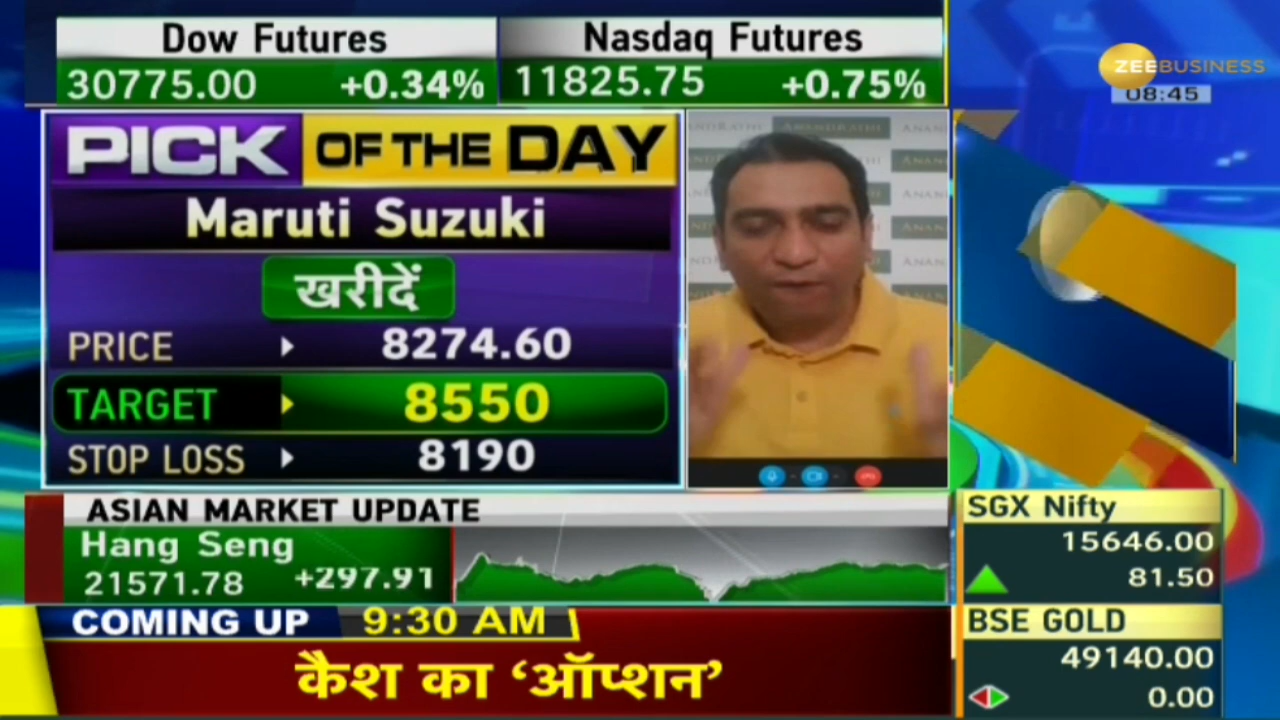 Dow Futures
30775.00 +0.34%
Nasdaq Futures
11825.75 +0.75%
ZEEBUSINESS
08:45
PICK OF THE DAY
Maruti Suzuki
खरीदें
PRICE 8274.60
TARGET 8550
STOP LOSS 8190
ANANDRATHI
ASIAN MARKET UPDATE
Hang Seng
21571.78 +297.91
SGX Nifty
15646.00
81.50
BSE GOLD
49140.00
0.00
COMING UP 9:30 AM
कैश का ‘ऑप्शन’